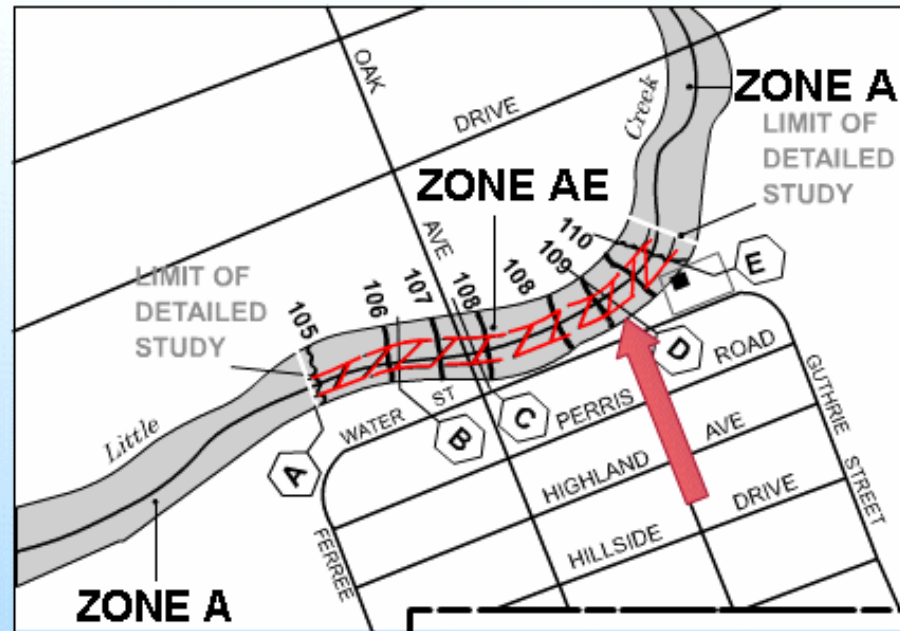 OAK
DRIVE
Creek
ZONE A
LIMIT OF
DETAILED
STUDY
ZONE AE
AVE
110
109
108
108
107
106
105
E
LIMIT OF
DETAILED
STUDY
D
ROAD
GUTHRIE
STREET
Little
WATER
ST
C
PERRIS
B
A
HIGHLAND
AVE
HILLSIDE
DRIVE
FERREE
ZONE A